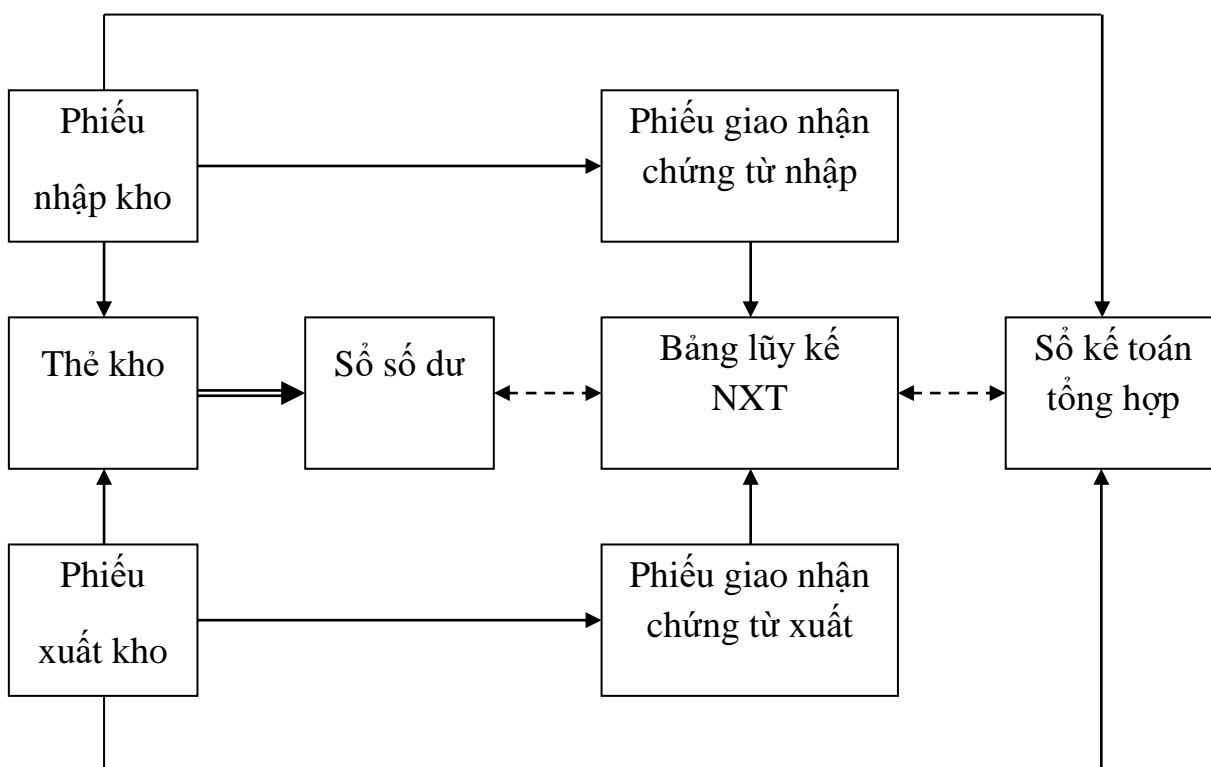 Phiếu
nhập kho
Phiếu giao nhận
chứng từ nhập
Thẻ kho
Sổ số dư
Bảng lũy kế
NXT
Sổ kế toán
tổng hợp
Phiếu
xuất kho
Phiếu giao nhận
chứng từ xuất